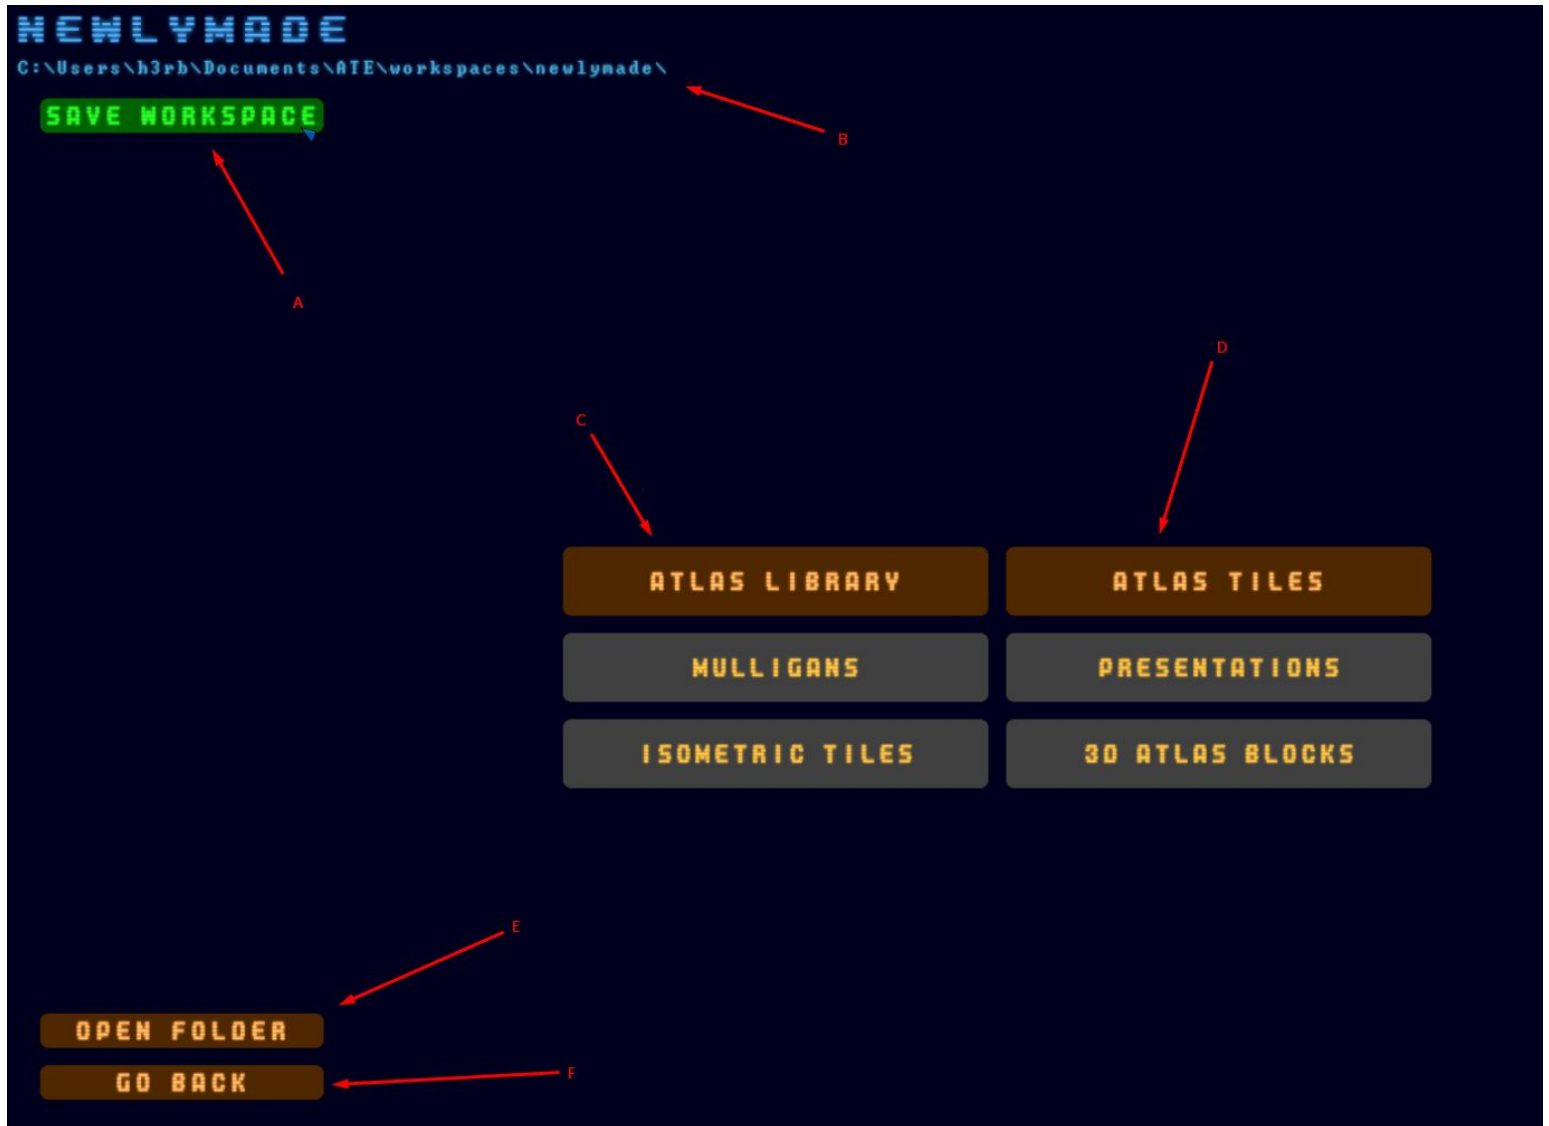 NEWLYMADE
C:\Users\h3rb\Documents\ATE\workspaces\newlymade\
SAVE WORKSPACE
B
A
D
C
ATLAS LIBRARY
ATLAS TILES
MULLIGANS
PRESENTATIONS
ISOMETRIC TILES
3D ATLAS BLOCKS
E
OPEN FOLDER
F
GO BACK